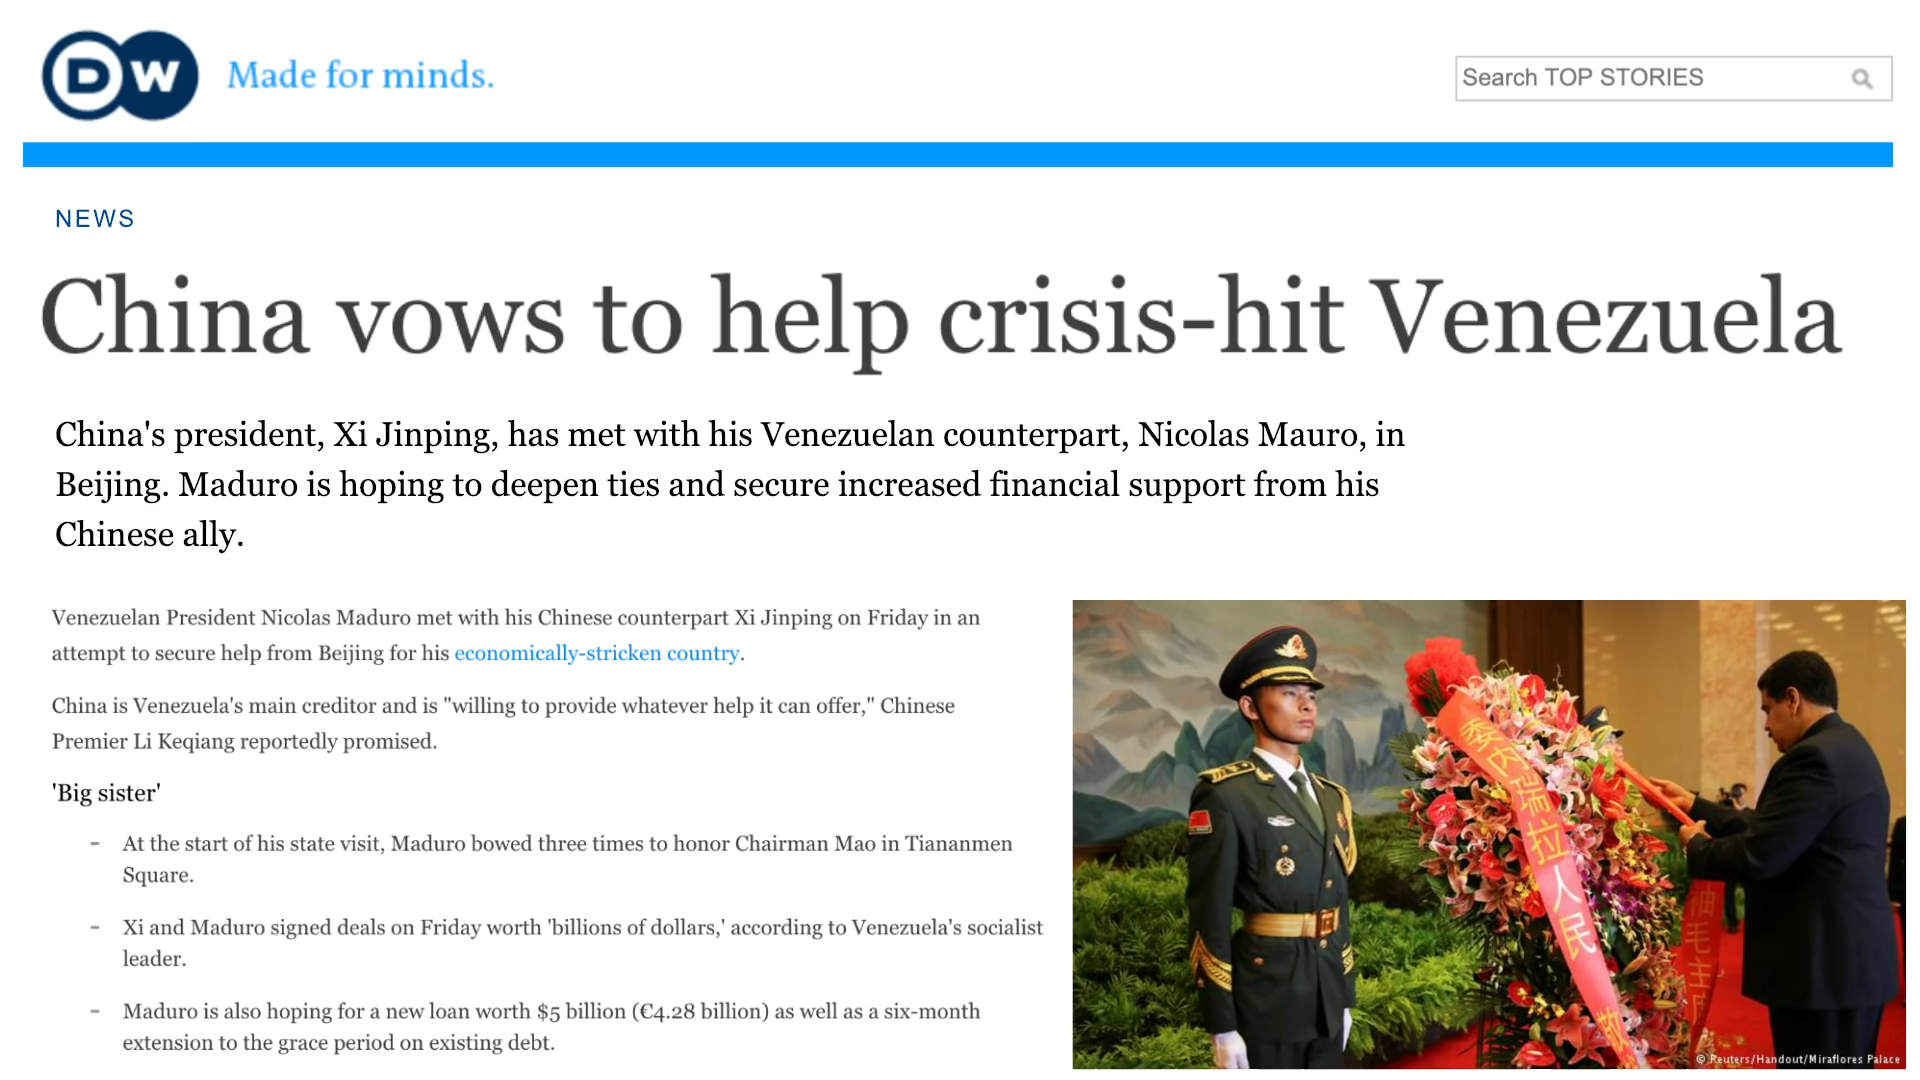 DW Made for minds.
Search TOP STORIES
NEWS
China vows to help crisis-hit Venezuela
China's president, Xi Jinping, has met with his Venezuelan counterpart, Nicolas Mauro, in
Beijing. Maduro is hoping to deepen ties and secure increased financial support from his
Chinese ally.
Venezuelan President Nicolas Maduro met with his Chinese counterpart Xi Jinping on Friday in an
attempt to secure help from Beijing for his economically-stricken country.
China is Venezuela's main creditor and is "willing to provide whatever help it can offer," Chinese
Premier Li Keqiang reportedly promised.
'Big sister'
- At the start of his state visit, Maduro bowed three times to honor Chairman Mao in Tiananmen
Square.
- Xi and Maduro signed deals on Friday worth 'billions of dollars,' according to Venezuela's socialist
leader.
- Maduro is also hoping for a new loan worth $5 billion (€4.28 billion) as well as a six-month
extension to the grace period on existing debt.
委内瑞拉人民 敬
© Reuters/Handout/Miraflores Palace